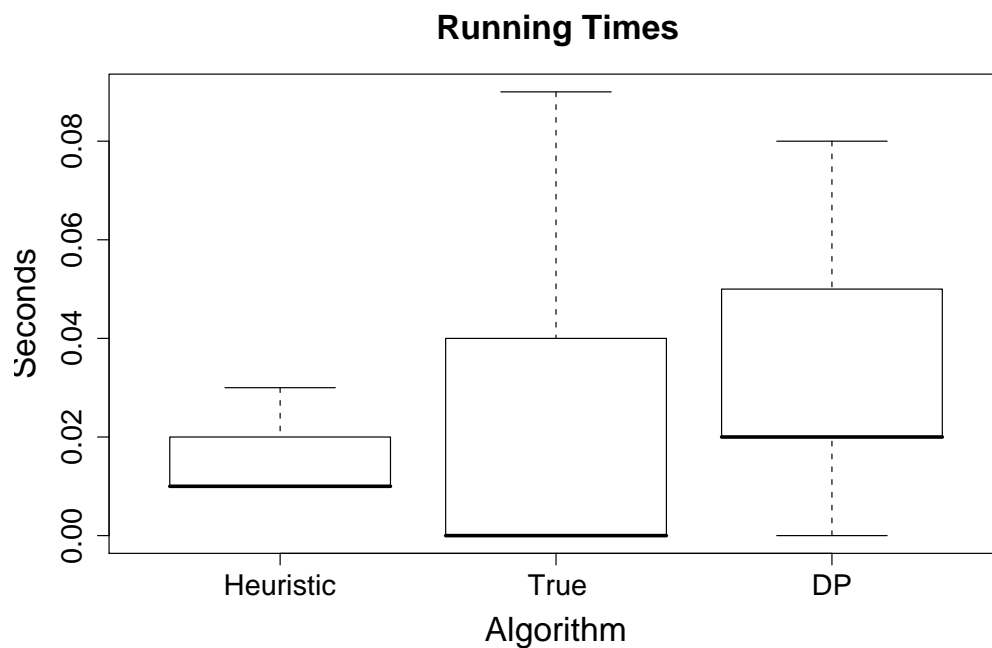 Running Times
Seconds
0.08
0.06
0.04
0.02
0.00
Heuristic True DP
Algorithm